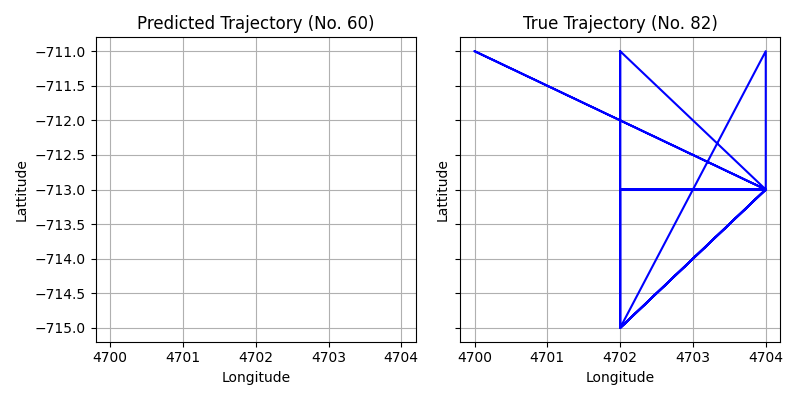 Predicted Trajectory (No. 60)
−711.0
−711.5
−712.0
−712.5
−713.0
−713.5
−714.0
−714.5
−715.0
Lattitude
4700 4701 4702 4703 4704
Longitude
True Trajectory (No. 82)
Lattitude
4700 4701 4702 4703 4704
Longitude